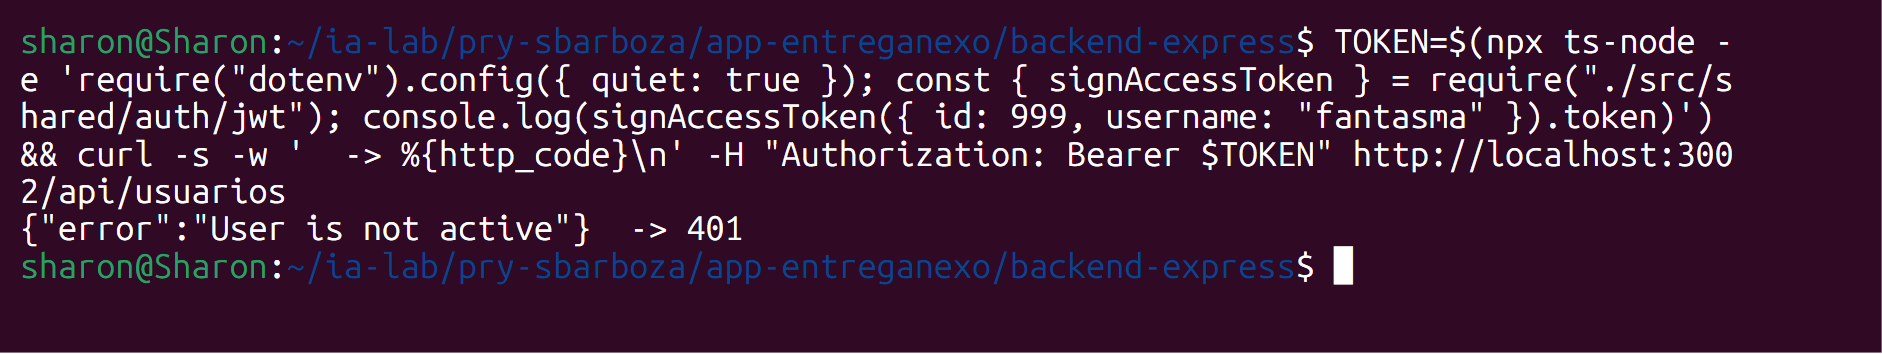 sharon@Sharon:~/ia-lab/pry-sbarboza/app-entreganexo/backend-express$ TOKEN=$(npx ts-node -
e 'require("dotenv").config({ quiet: true }); const { signAccessToken } = require("./src/s
hared/auth/jwt"); console.log(signAccessToken({ id: 999, username: "fantasma" }).token)')
&& curl -s -w '  -> %{http_code}\n' -H "Authorization: Bearer $TOKEN" http://localhost:300
2/api/usuarios
{"error":"User is not active"}  -> 401
sharon@Sharon:~/ia-lab/pry-sbarboza/app-entreganexo/backend-express$